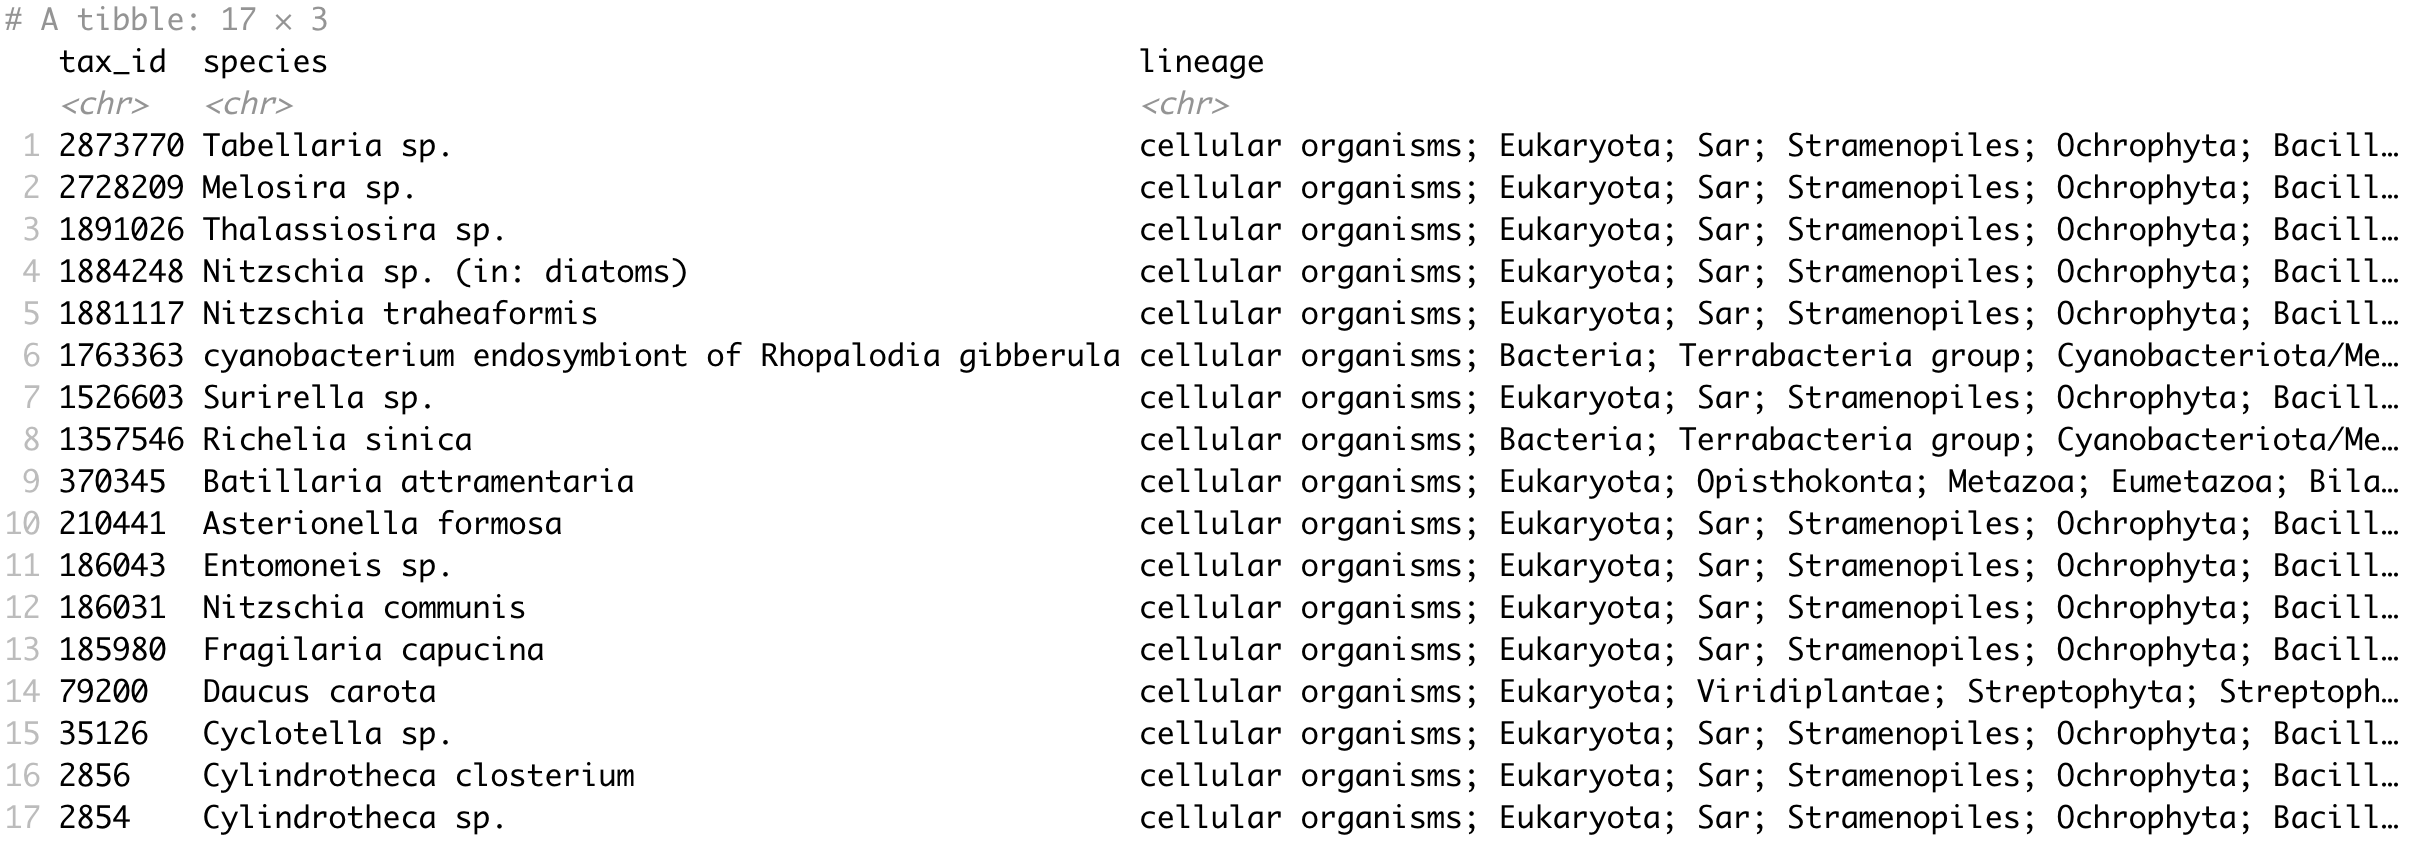 # A tibble: 17 × 3
tax_id species lineage
<chr> <chr> <chr>
1 2873770 Tabellaria sp. cellular organisms; Eukaryota; Sar; Stramenopiles; Ochrophyta; Bacill…
2 2728209 Melosira sp. cellular organisms; Eukaryota; Sar; Stramenopiles; Ochrophyta; Bacill…
3 1891026 Thalassiosira sp. cellular organisms; Eukaryota; Sar; Stramenopiles; Ochrophyta; Bacill…
4 1884248 Nitzschia sp. (in: diatoms) cellular organisms; Eukaryota; Sar; Stramenopiles; Ochrophyta; Bacill…
5 1881117 Nitzschia traheaformis cellular organisms; Eukaryota; Sar; Stramenopiles; Ochrophyta; Bacill…
6 1763363 cyanobacterium endosymbiont of Rhopalodia gibberula cellular organisms; Bacteria; Terrabacteria group; Cyanobacteriota/Me…
7 1526603 Surirella sp. cellular organisms; Eukaryota; Sar; Stramenopiles; Ochrophyta; Bacill…
8 1357546 Richelia sinica cellular organisms; Bacteria; Terrabacteria group; Cyanobacteriota/Me…
9 370345 Batillaria attramentaria cellular organisms; Eukaryota; Opisthokonta; Metazoa; Eumetazoa; Bila…
10 210441 Asterionella formosa cellular organisms; Eukaryota; Sar; Stramenopiles; Ochrophyta; Bacill…
11 186043 Entomoneis sp. cellular organisms; Eukaryota; Sar; Stramenopiles; Ochrophyta; Bacill…
12 186031 Nitzschia communis cellular organisms; Eukaryota; Sar; Stramenopiles; Ochrophyta; Bacill…
13 185980 Fragilaria capucina cellular organisms; Eukaryota; Sar; Stramenopiles; Ochrophyta; Bacill…
14 79200 Daucus carota cellular organisms; Eukaryota; Viridiplantae; Streptophyta; Streptoph…
15 35126 Cyclotella sp. cellular organisms; Eukaryota; Sar; Stramenopiles; Ochrophyta; Bacill…
16 2856 Cylindrotheca closterium cellular organisms; Eukaryota; Sar; Stramenopiles; Ochrophyta; Bacill…
17 2854 Cylindrotheca sp. cellular organisms; Eukaryota; Sar; Stramenopiles; Ochrophyta; Bacill…